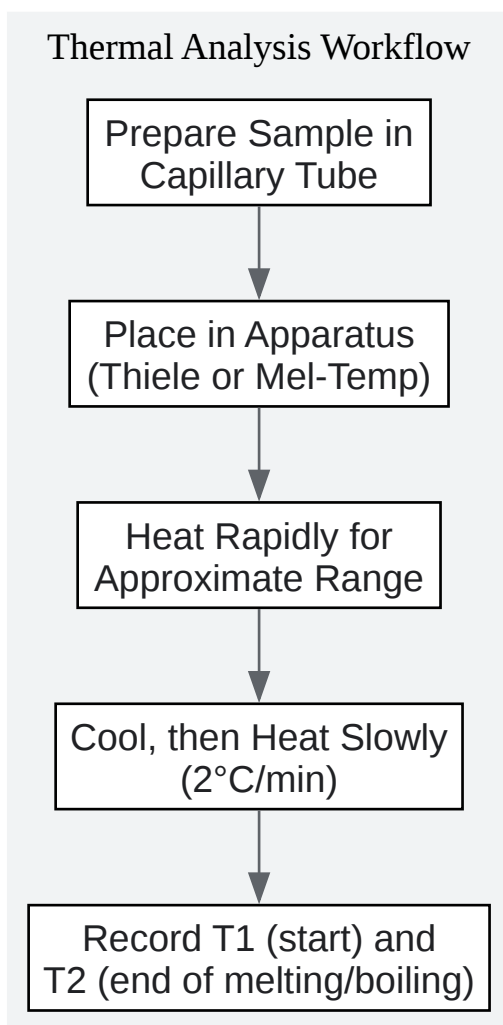 Thermal Analysis Workflow
Prepare Sample in
Capillary Tube
Place in Apparatus
(Thiele or Mel-Temp)
Heat Rapidly for
Approximate Range
Cool, then Heat Slowly
(2°C/min)
Record T1 (start) and
T2 (end of melting/boiling)